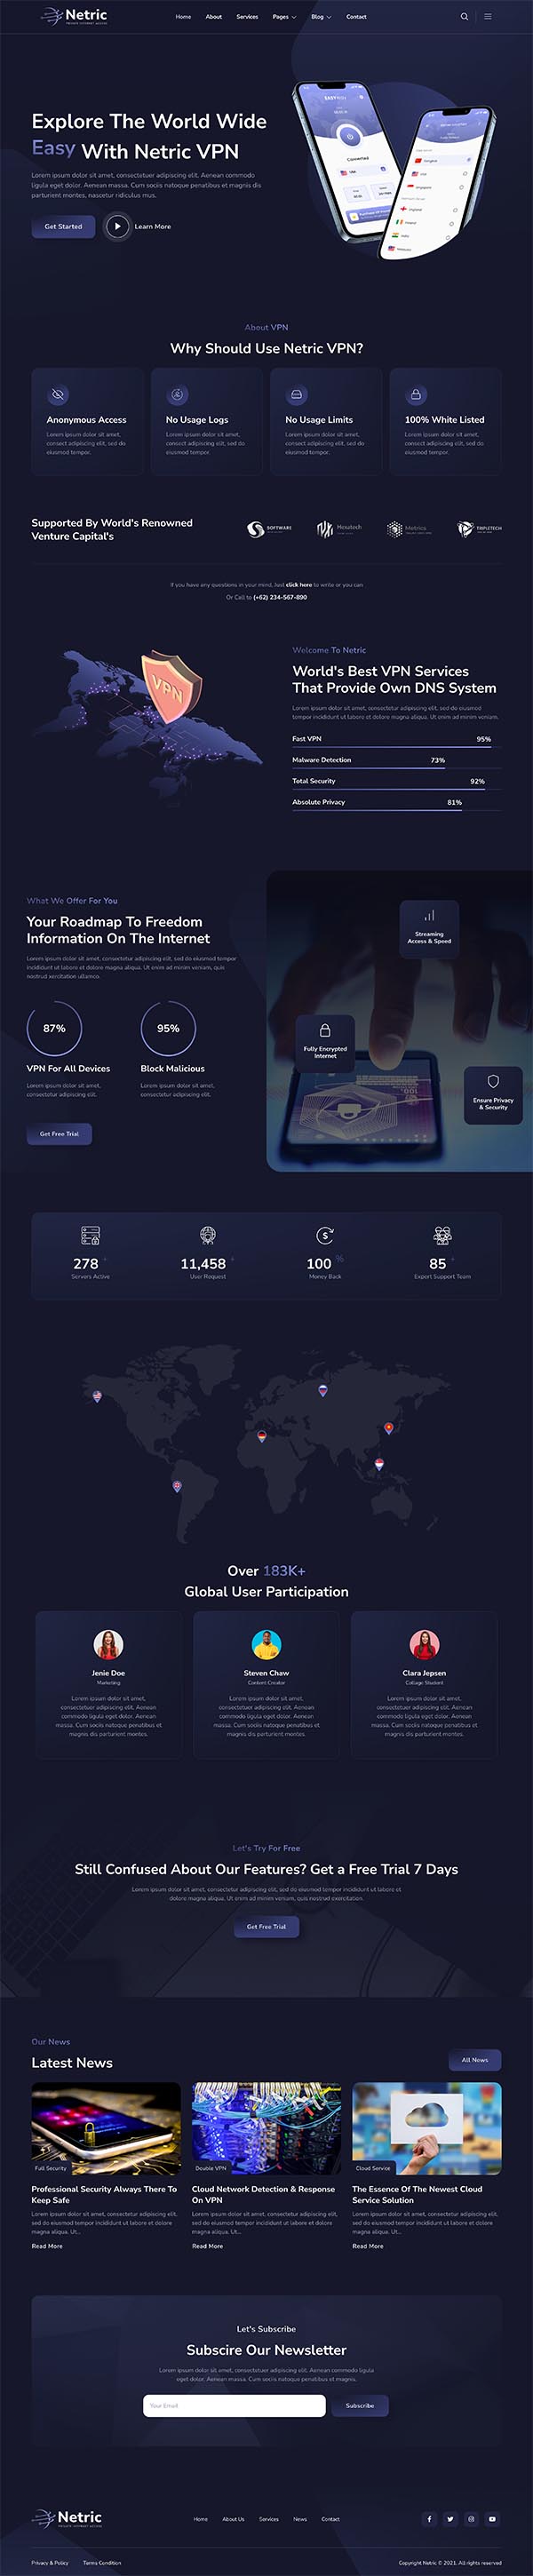 Netric
Home About Services Pages Blog Contact
Explore The World Wide
Easy With Netric VPN
Lorem ipsum dolor sit amet, consectetuer adipiscing elit. Aenean commodo
ligula eget dolor. Aenean massa. Cum sociis natoque penatibus et magnis dis
parturient montes, nascetur ridiculus mus.
Get Started
Learn More
Connected
USA
About VPN
Why Should Use Netric VPN?
Anonymous Access
Lorem ipsum dolor sit amet,
consect adipiscing elit, sed do
eiusmod tempor.
No Usage Logs
Lorem ipsum dolor sit amet,
consect adipiscing elit, sed do
eiusmod tempor.
No Usage Limits
Lorem ipsum dolor sit amet,
consect adipiscing elit, sed do
eiusmod tempor.
100% White Listed
Lorem ipsum dolor sit amet,
consect adipiscing elit, sed do
eiusmod tempor.
Supported By World's Renowned
Venture Capital's
SOFTWARE
Hexatech
Metrics
TRIPLETECH
If you have any questions in your mind. Just click here to write or you can
Or Call to (+62) 234-567-890
VPN
Welcome To Netric
World's Best VPN Services
That Provide Own DNS System
Lorem ipsum dolor sit amet, consectetur adipiscing elit, sed do eiusmod
tempor incididunt ut labore et dolore magna aliqua. Ut enim ad minim veniam.
Fast VPN 95%
Malware Detection 73%
Total Security 92%
Absolute Privacy 81%
What We Offer For You
Your Roadmap To Freedom
Information On The Internet
Lorem ipsum dolor sit amet, consectetur adipiscing elit, sed do eiusmod tempor
incididunt ut labore et dolore magna aliqua. Ut enim ad minim veniam, quis
nostrud xercitation ullamco.
87%
VPN For All Devices
Lorem ipsum dolor sit amet,
consectetur adipiscing elit.
95%
Block Malicious
Lorem ipsum dolor sit amet,
consectetur adipiscing elit.
Get Free Trial
Streaming
Access & Speed
Fully Encrypted
Internet
Ensure Privacy
& Security
278 +
Servers Active
11,458 +
User Request
100 %
Money Back
85 +
Expert Support Team
Over 183K+
Global User Participation
Jenie Doe
Marketing
Lorem ipsum dolor sit amet,
consectetuer adipiscing elit. Aenean
commodo ligula eget dolor. Aenean
massa. Cum sociis natoque penatibus et
magnis dis parturient montes.
Steven Chaw
Content Creator
Lorem ipsum dolor sit amet,
consectetuer adipiscing elit. Aenean
commodo ligula eget dolor. Aenean
massa. Cum sociis natoque penatibus et
magnis dis parturient montes.
Clara Jepsen
Collage Student
Lorem ipsum dolor sit amet,
consectetuer adipiscing elit. Aenean
commodo ligula eget dolor. Aenean
massa. Cum sociis natoque penatibus et
magnis dis parturient montes.
Let's Try For Free
Still Confused About Our Features? Get a Free Trial 7 Days
Lorem ipsum dolor sit amet, consectetur adipiscing elit, sed do eiusmod tempor incididunt ut labore et
dolore magna aliqua. Ut enim ad minim veniam, quis nostrud exercitation.
Get Free Trial
Our News
Latest News
All News
Full Security
Professional Security Always There To
Keep Safe
Lorem ipsum dolor sit amet, consectetur adipiscing elit,
sed do eiusmod tempor incididunt ut labore et dolore
magna aliqua. Ut...
Read More
Double VPN
Cloud Network Detection & Response
On VPN
Lorem ipsum dolor sit amet, consectetur adipiscing elit,
sed do eiusmod tempor incididunt ut labore et dolore
magna aliqua. Ut...
Read More
Cloud Service
The Essence Of The Newest Cloud
Service Solution
Lorem ipsum dolor sit amet, consectetur adipiscing elit,
sed do eiusmod tempor incididunt ut labore et dolore
magna aliqua. Ut...
Read More
Let's Subscribe
Subscire Our Newsletter
Lorem ipsum dolor sit amet, consectetuer adipiscing elit. Aenean commodo ligula
eget dolor. Aenean massa. Cum sociis natoque penatibus et magnis.
Your Email
Subscribe
Netric
Home About Us Services News Contact
Privacy & Policy Terms Condition
Copyright Netric © 2021. All rights reserved